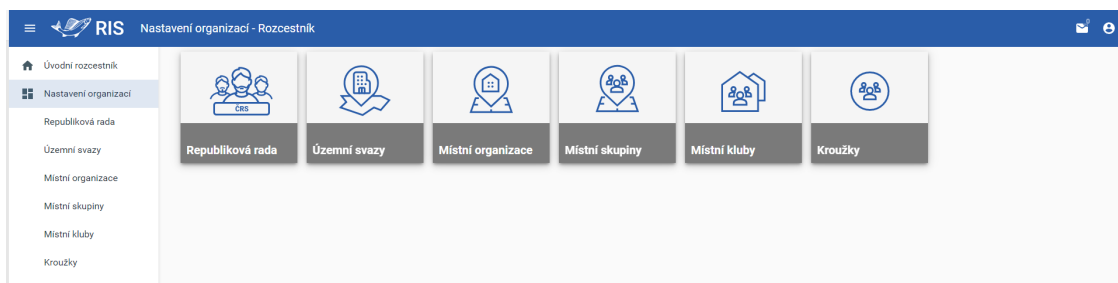 RIS
Nastavení organizací - Rozcestník
0
Úvodní rozcestník
Nastavení organizací
Republiková rada
Územní svazy
Místní organizace
Místní skupiny
Místní kluby
Kroužky
ČRS
Republiková rada
Územní svazy
Místní organizace
Místní skupiny
Místní kluby
Kroužky